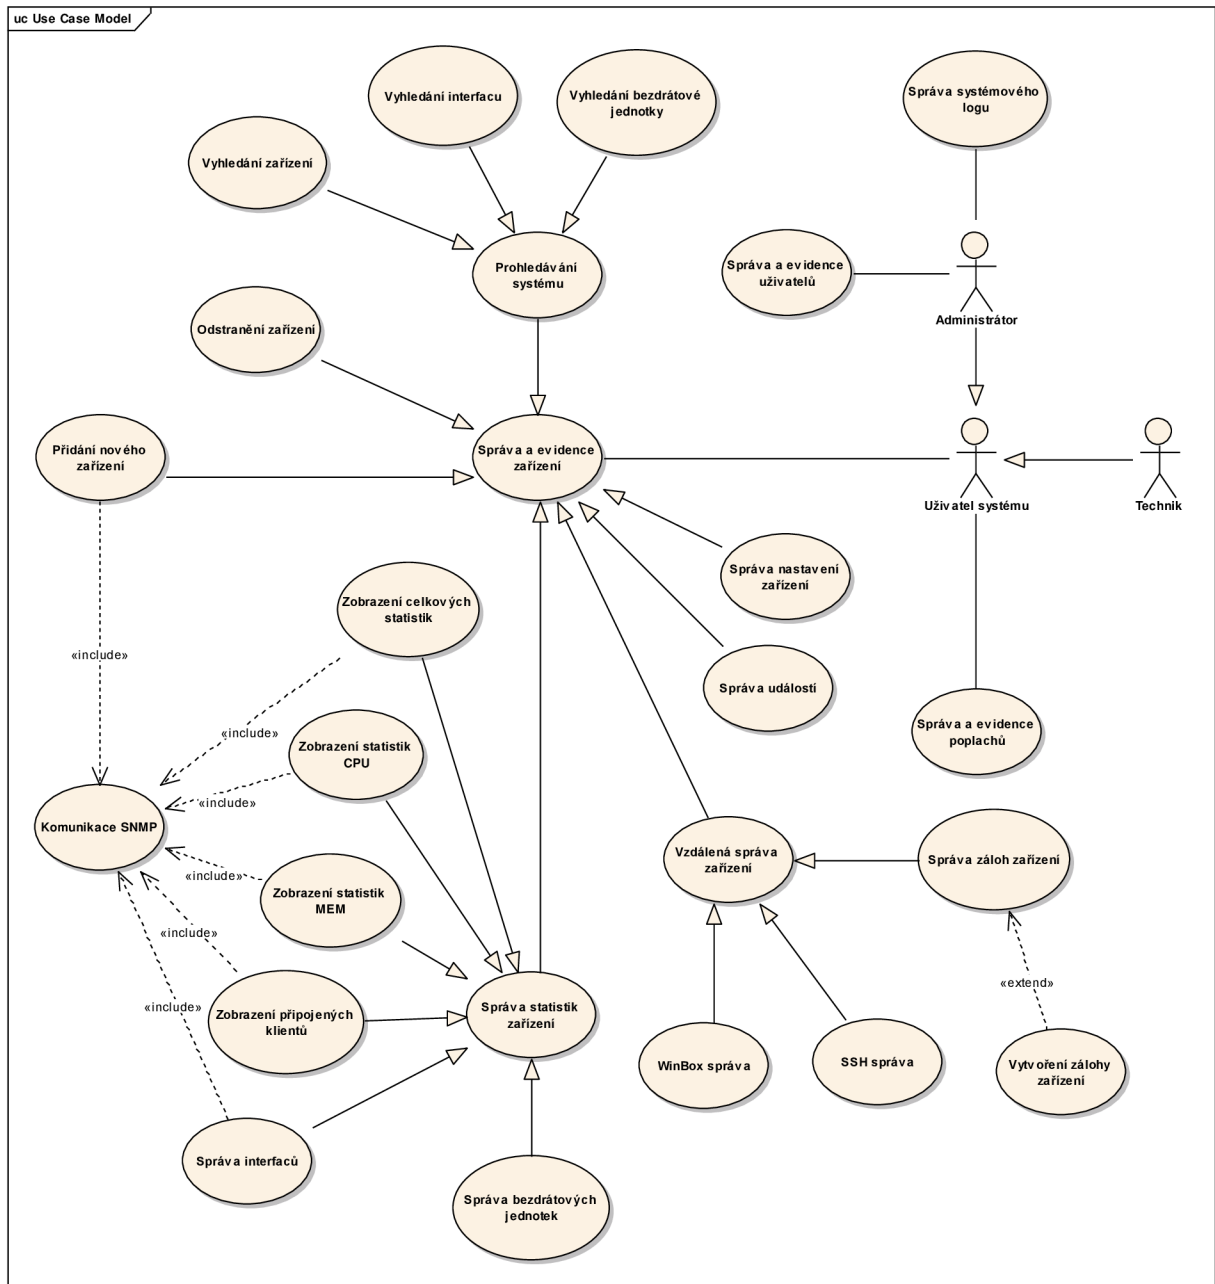 uc Use Case Model
Vyhledání interfacu
Vyhledání bezdrátové
jednotky
Správa systémového
logu
Vyhledání zařízení
Prohledávání
systému
Správa a evidence
uživatelů
Administrátor
Odstranění zařízení
Přidání nového
zařízení
Správa a evidence
zařízení
Uživatel systému
Technik
Správa nastavení
zařízení
Zobrazení celkových
statistik
«include»
Správa událostí
Správa a evidence
poplachů
«include»
Zobrazení statistik
CPU
«include»
Komunikace SNMP
Vzdálená správa
zařízení
Správa záloh zařízení
«include»
Zobrazení statistik
MEM
«include»
«include»
Zobrazení připojených
klientů
Správa statistik
zařízení
«extend»
WinBox správa
SSH správa
Vytvoření zálohy
zařízení
Správa interfaců
Správa bezdrátových
jednotek